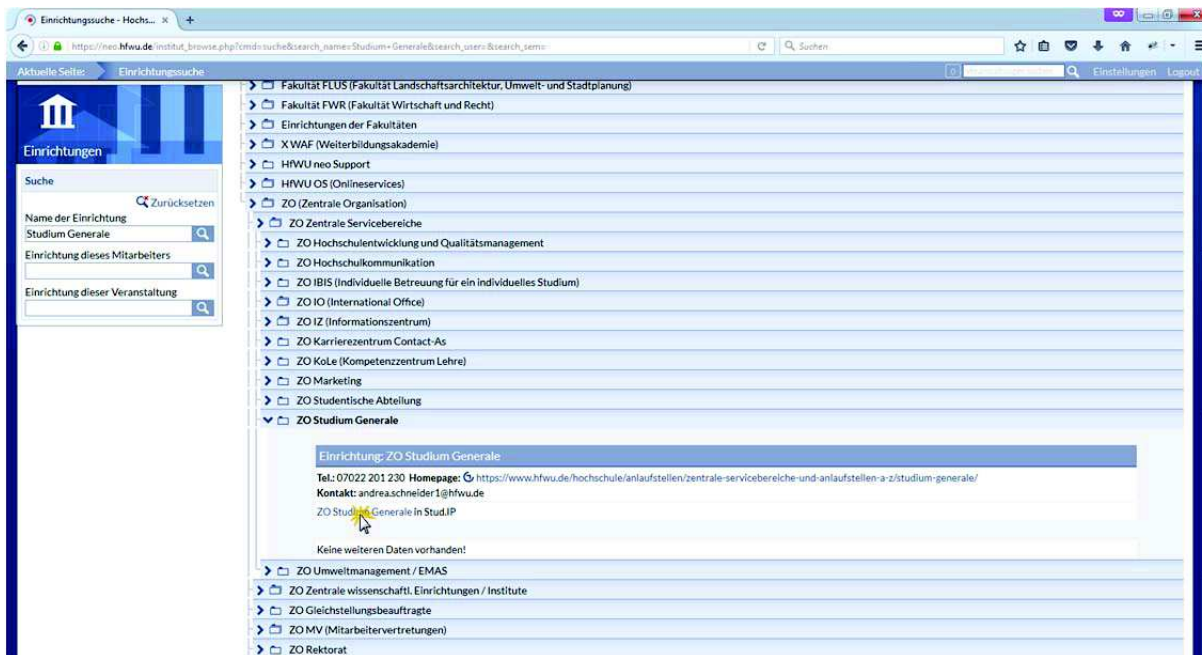 Einrichtungssuche - Hochs...
https://neo.hfwu.de/institut_browse.php?cmd=suche&search_name=Studium+Generale&search_user=&search_sem=
Suchen
Aktuelle Seite: Einrichtungssuche
0
Einstellungen Logout
Einrichtungen
Suche
Zurücksetzen
Name der Einrichtung
Studium Generale
Einrichtung dieses Mitarbeiters
Einrichtung dieser Veranstaltung
Fakultät FLUS (Fakultät Landschaftsarchitektur, Umwelt- und Stadtplanung)
Fakultät FWR (Fakultät Wirtschaft und Recht)
Einrichtungen der Fakultäten
X WAF (Weiterbildungsakademie)
HfWU neo Support
HfWU OS (Onlineservices)
ZO (Zentrale Organisation)
ZO Zentrale Servicebereiche
ZO Hochschulentwicklung und Qualitätsmanagement
ZO Hochschulkommunikation
ZO IBIS (Individuelle Betreuung für ein individuelles Studium)
ZO IO (International Office)
ZO IZ (Informationszentrum)
ZO Karrierezentrum Contact-As
ZO KoLe (Kompetenzzentrum Lehre)
ZO Marketing
ZO Studentische Abteilung
ZO Studium Generale
Einrichtung: ZO Studium Generale
Tel.: 07022 201 230 Homepage: https://www.hfwu.de/hochschule/anlaufstellen/zentrale-servicebereiche-und-anlaufstellen-a-z/studium-generale/
Kontakt: andrea.schneider1@hfwu.de
ZO Studium Generale in Stud.IP
Keine weiteren Daten vorhanden!
ZO Umweltmanagement / EMAS
ZO Zentrale wissenschaftl. Einrichtungen / Institute
ZO Gleichstellungsbeauftragte
ZO MV (Mitarbeitervertretungen)
ZO Rektorat